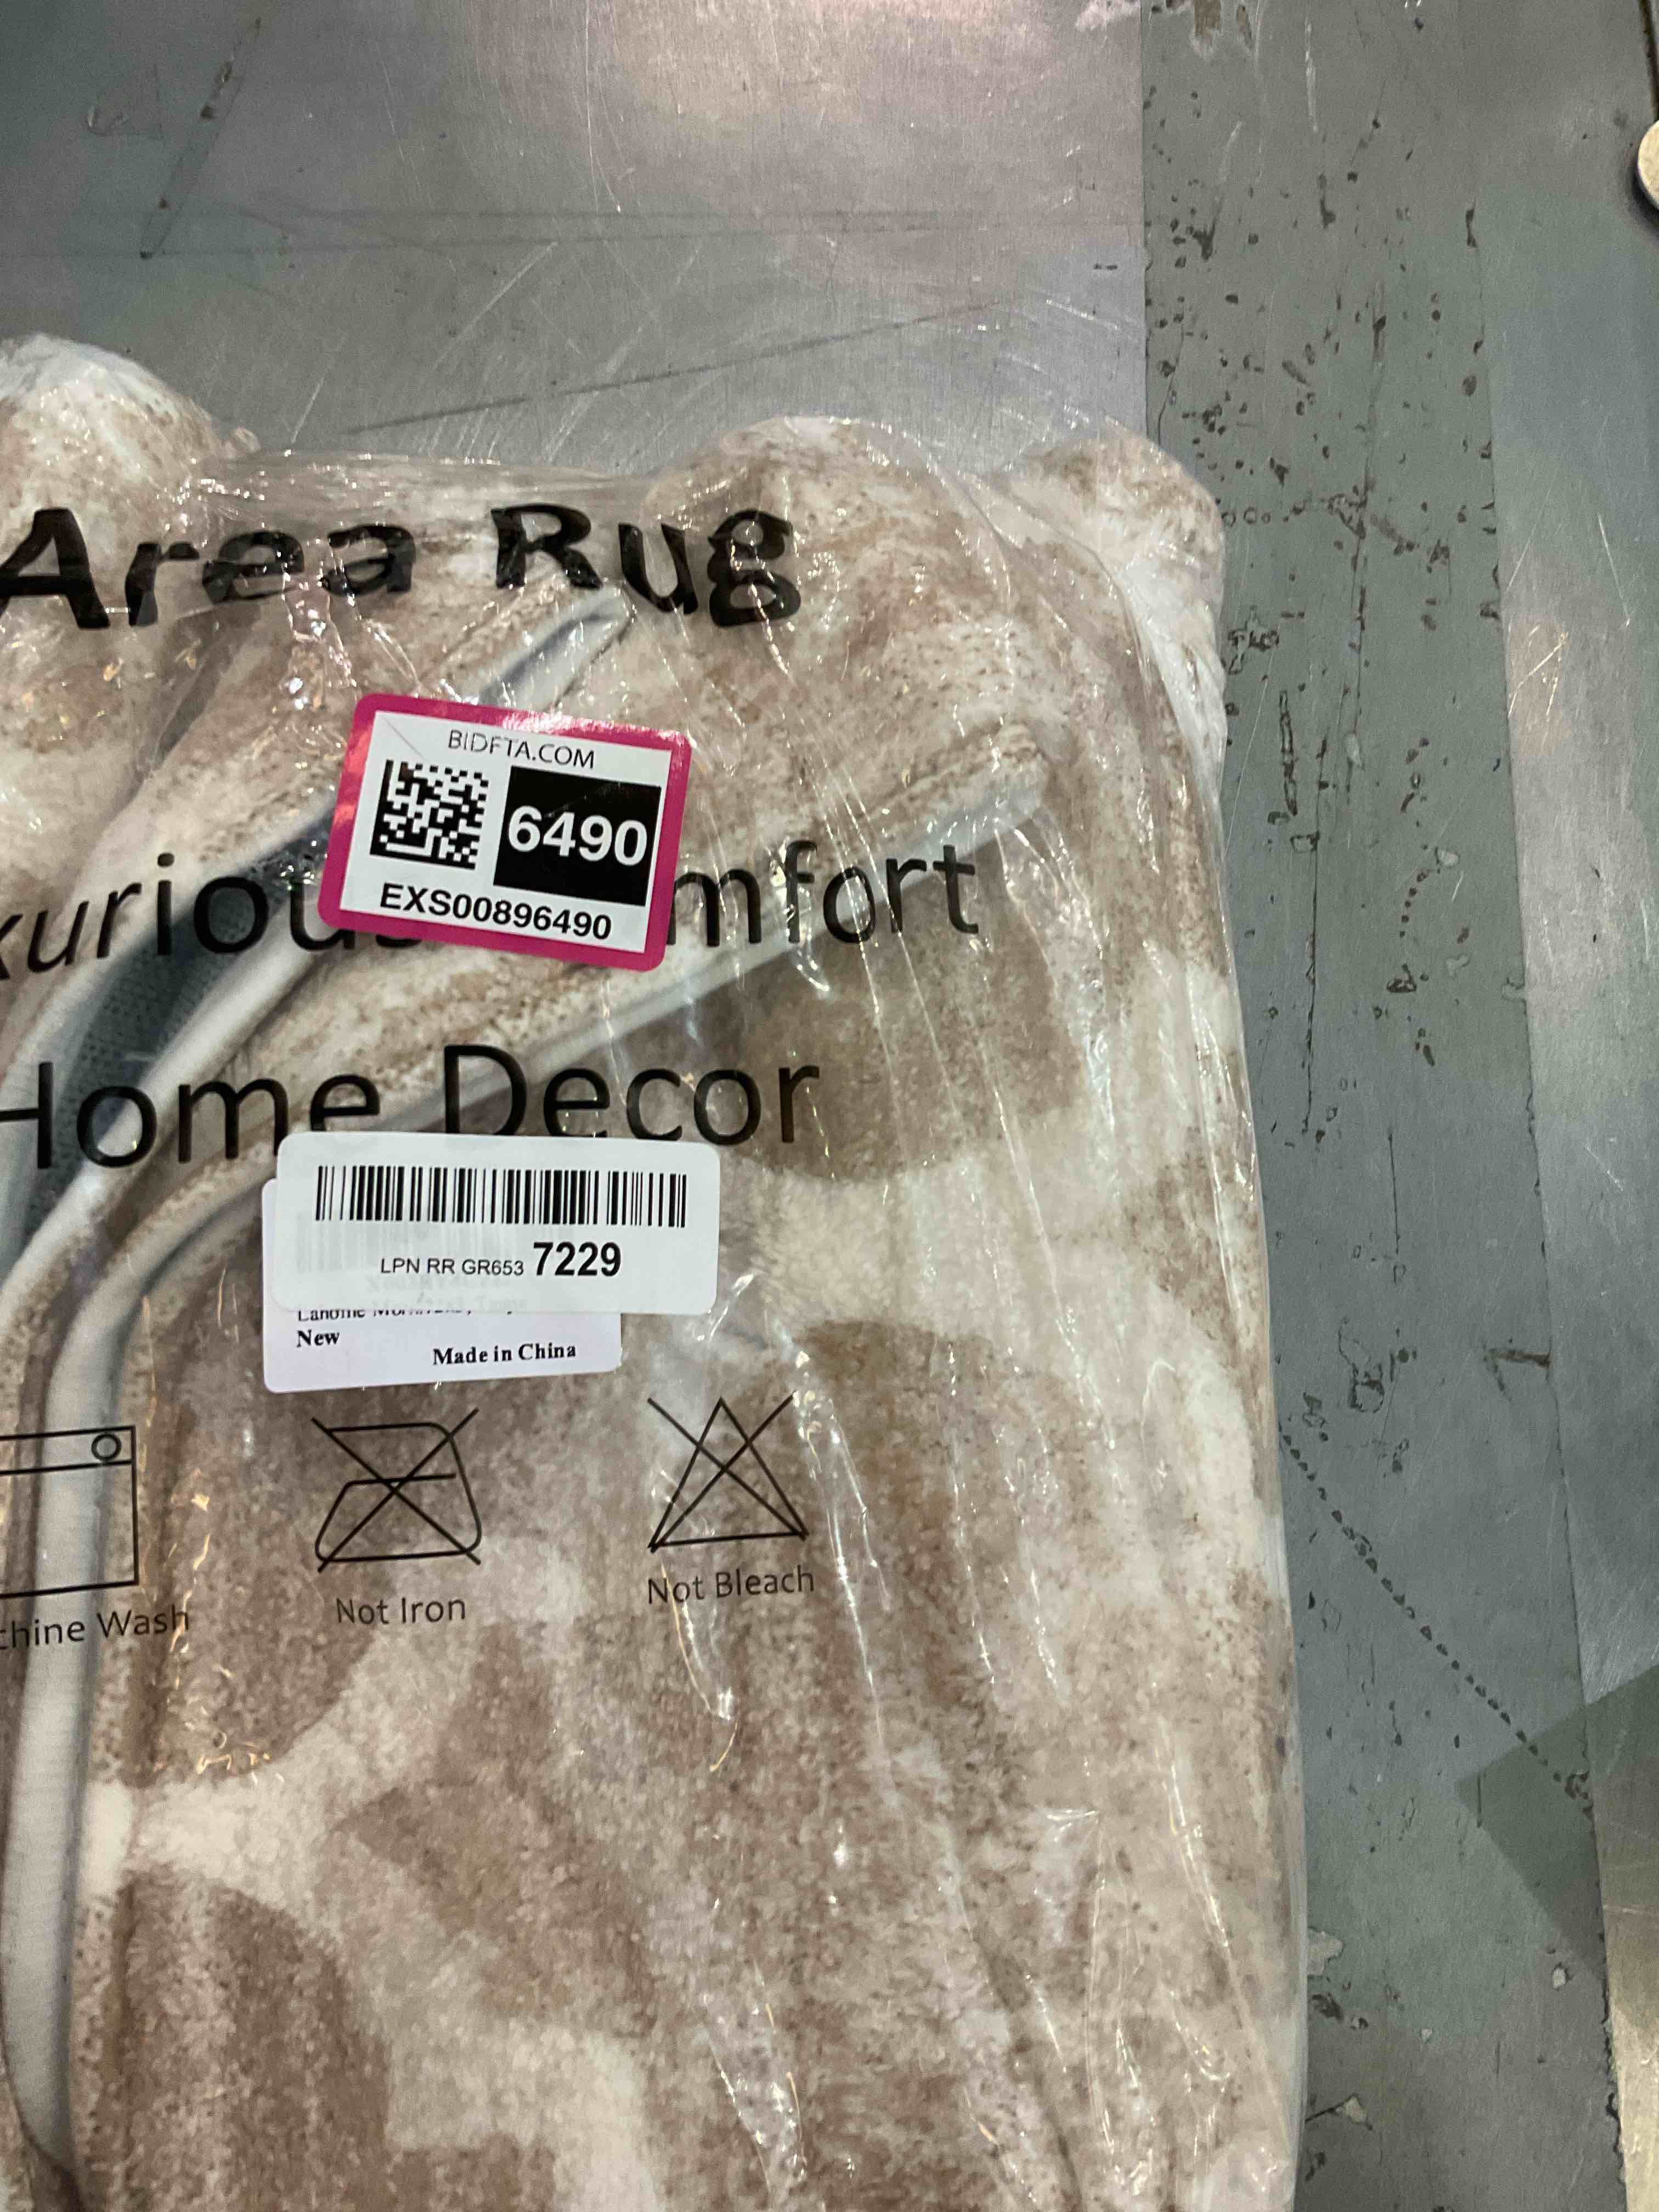 Area Rug
BIDFTA.COM
6490
EXS00896490
xurious mfort
Home Decor
LPN RR GR653 7229
New
Made in China
chine Wash
Not Iron
Not Bleach